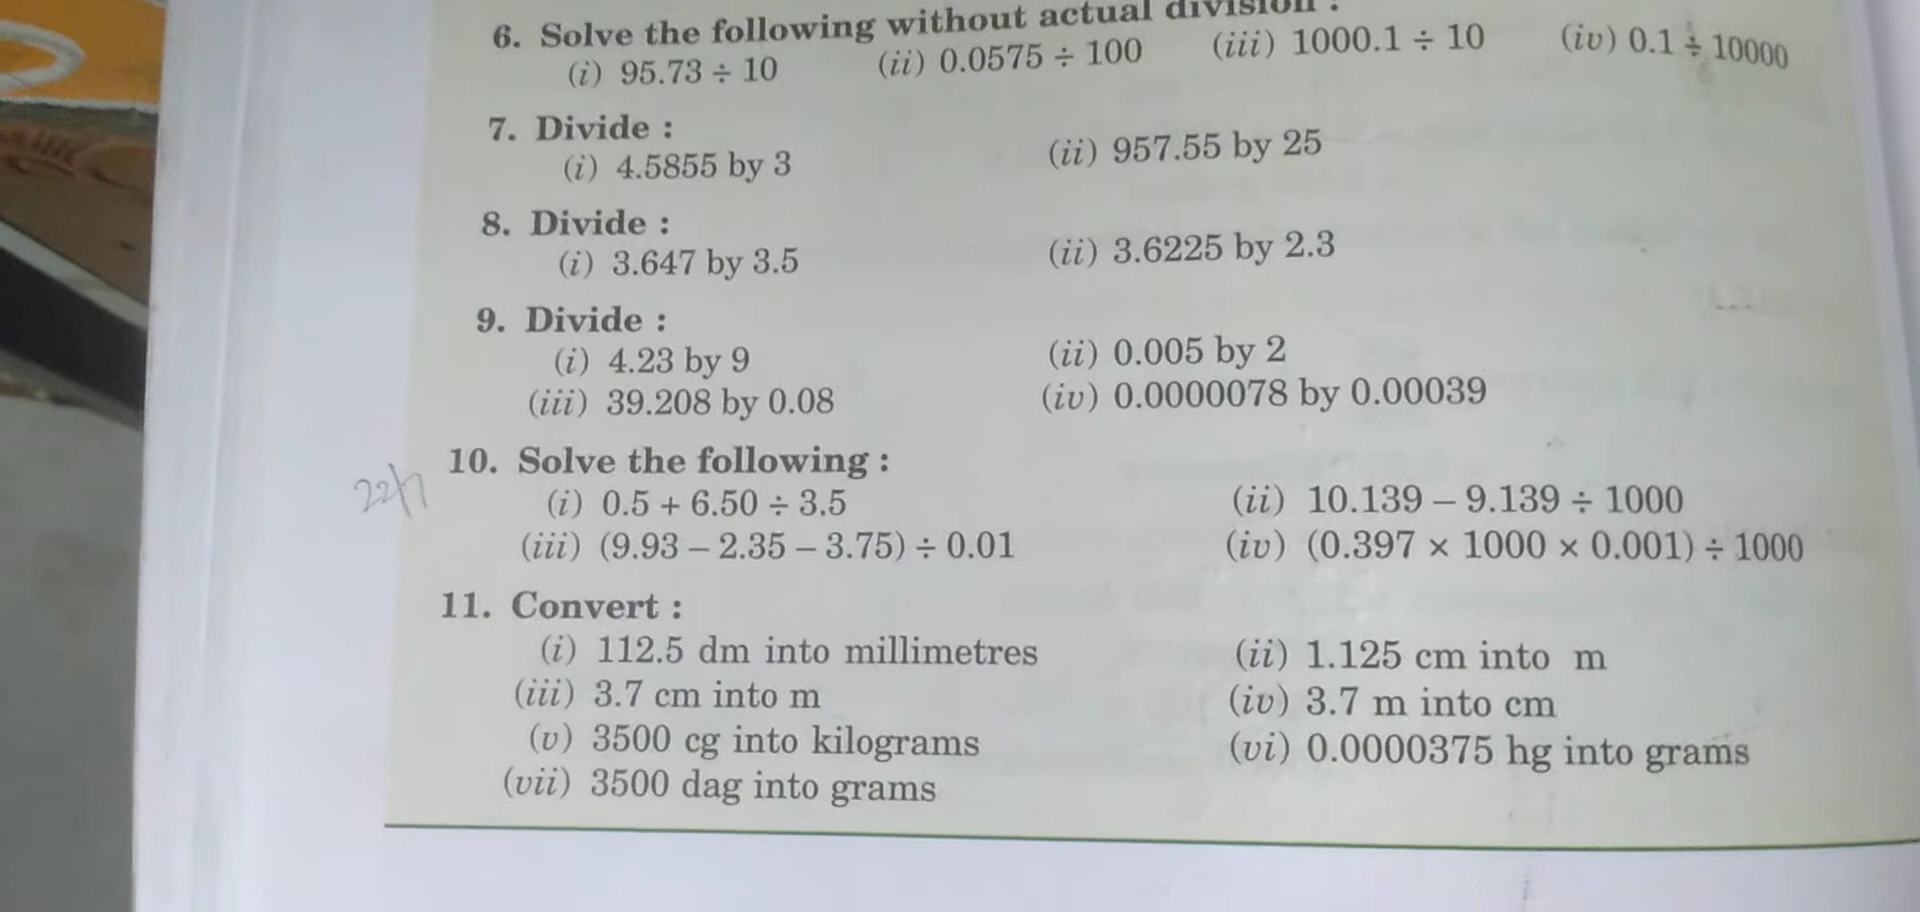 6. Solve the following without actual division :
(i) 95.73 ÷ 10 (ii) 0.0575 ÷ 100 (iii) 1000.1 ÷ 10 (iv) 0.1 ÷ 10000
7. Divide :
(i) 4.5855 by 3 (ii) 957.55 by 25
8. Divide :
(i) 3.647 by 3.5 (ii) 3.6225 by 2.3
9. Divide :
(i) 4.23 by 9 (ii) 0.005 by 2
(iii) 39.208 by 0.08 (iv) 0.0000078 by 0.00039
22/7
10. Solve the following :
(i) 0.5 + 6.50 ÷ 3.5 (ii) 10.139 – 9.139 ÷ 1000
(iii) (9.93 – 2.35 – 3.75) ÷ 0.01 (iv) (0.397 × 1000 × 0.001) ÷ 1000
11. Convert :
(i) 112.5 dm into millimetres (ii) 1.125 cm into m
(iii) 3.7 cm into m (iv) 3.7 m into cm
(v) 3500 cg into kilograms (vi) 0.0000375 hg into grams
(vii) 3500 dag into grams